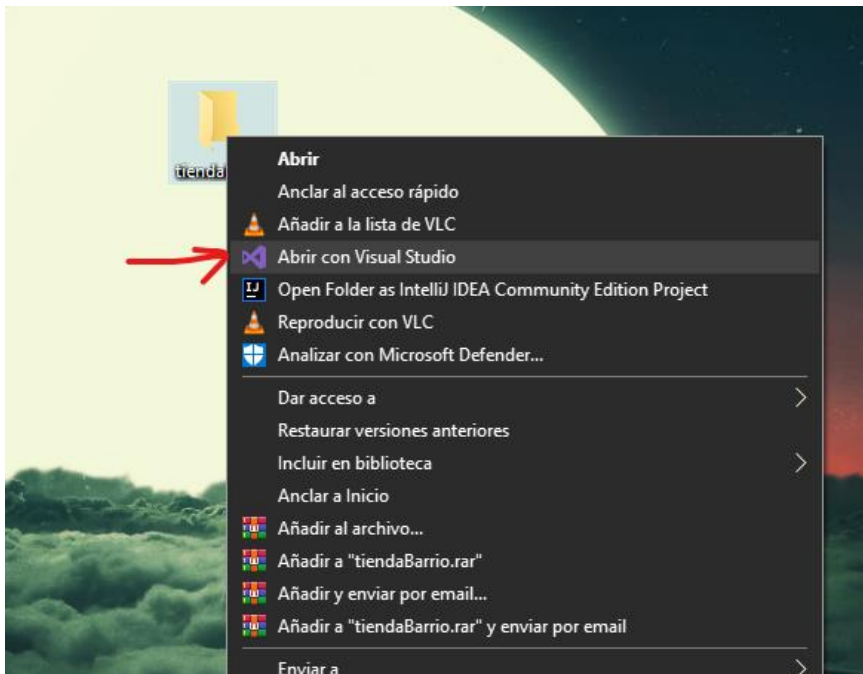 tienda
Abrir
Anclar al acceso rápido
Añadir a la lista de VLC
Abrir con Visual Studio
Open Folder as IntelliJ IDEA Community Edition Project
Reproducir con VLC
Analizar con Microsoft Defender...
Dar acceso a
Restaurar versiones anteriores
Incluir en biblioteca
Anclar a Inicio
Añadir al archivo...
Añadir a "tiendaBarrio.rar"
Añadir y enviar por email...
Añadir a "tiendaBarrio.rar" y enviar por email
Enviar a